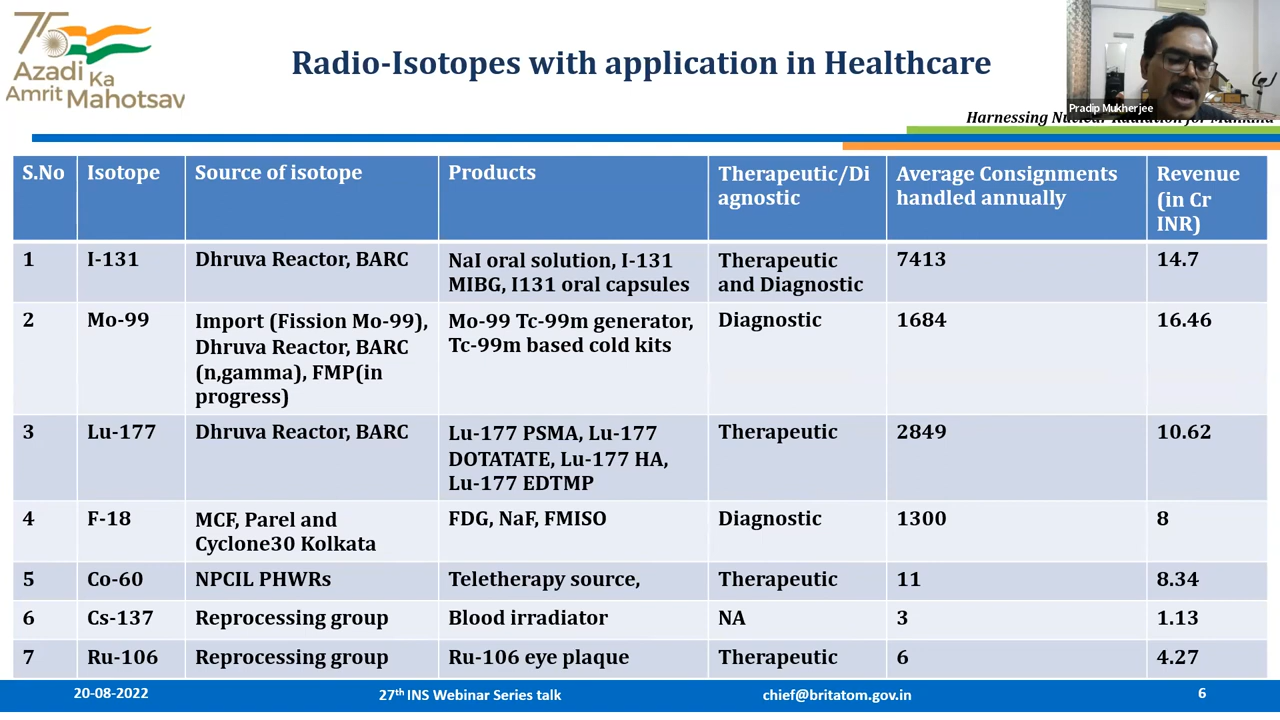 75
Azadi Ka
Amrit Mahotsav
Radio-Isotopes with application in Healthcare
Pradip Mukherjee
Harnessing
for
S.No Isotope Source of isotope Products Therapeutic/Di Average Consignments Revenue
agnostic handled annually (in Cr
INR)
1 I-131 Dhruva Reactor, BARC NaI oral solution, I-131 Therapeutic 7413 14.7
MIBG, I131 oral capsules and Diagnostic
2 Mo-99 Import (Fission Mo-99), Mo-99 Tc-99m generator, Diagnostic 1684 16.46
Dhruva Reactor, BARC Tc-99m based cold kits
(n,gamma), FMP(in
progress)
3 Lu-177 Dhruva Reactor, BARC Lu-177 PSMA, Lu-177 Therapeutic 2849 10.62
DOTATATE, Lu-177 HA,
Lu-177 EDTMP
4 F-18 MCF, Parel and FDG, NaF, FMISO Diagnostic 1300 8
Cyclone30 Kolkata
5 Co-60 NPCIL PHWRs Teletherapy source, Therapeutic 11 8.34
6 Cs-137 Reprocessing group Blood irradiator NA 3 1.13
7 Ru-106 Reprocessing group Ru-106 eye plaque Therapeutic 6 4.27
20-08-2022 27th INS Webinar Series talk chief@britatom.gov.in 6